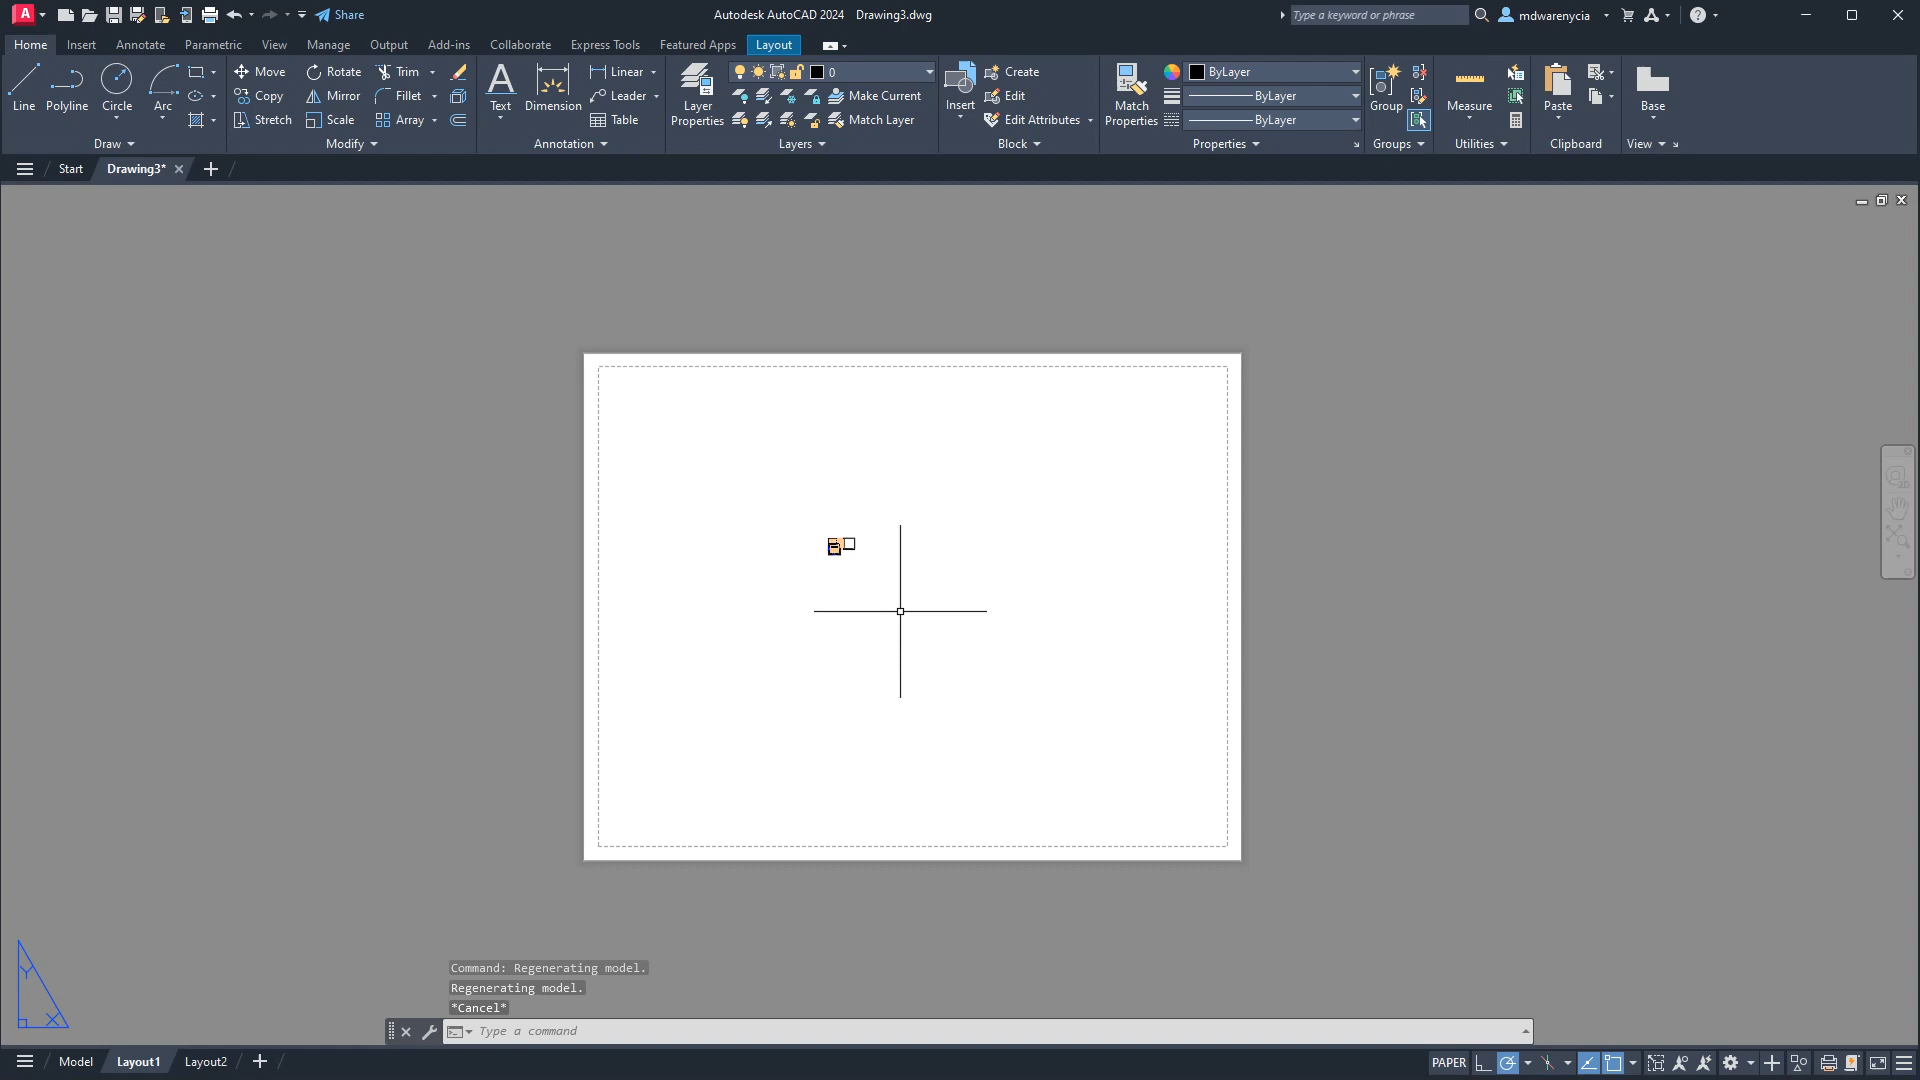 A Share Autodesk AutoCAD 2024 Drawing3.dwg Type a keyword or phrase mdwarenycia
Home Insert Annotate Parametric View Manage Output Add-ins Collaborate Express Tools Featured Apps Layout
Line Polyline Circle Arc
Move Rotate Trim
Copy Mirror Fillet
Stretch Scale Array
Text Dimension
Linear
Leader
Table
Layer Properties
0
Make Current
Match Layer
Insert
Create
Edit
Edit Attributes
Match Properties
ByLayer
ByLayer
ByLayer
Group
Measure
Paste
Base
Draw Modify Annotation Layers Block Properties Groups Utilities Clipboard View
Start Drawing3*
2D
Y
X
Command: Regenerating model.
Regenerating model.
*Cancel*
Type a command
Model Layout1 Layout2 PAPER